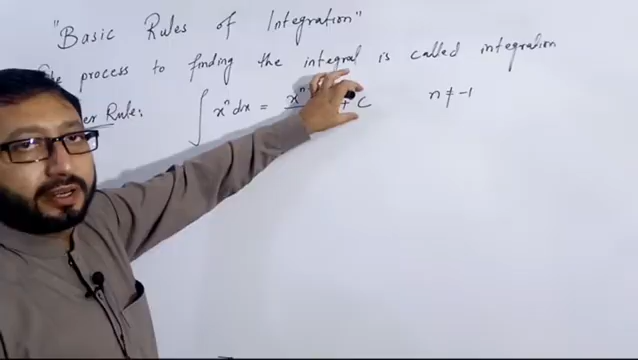 "Basic Rules of Integration"
process to finding the integral is called integration
Rule: ∫ xⁿ dx = xⁿ + C n ≠ -1